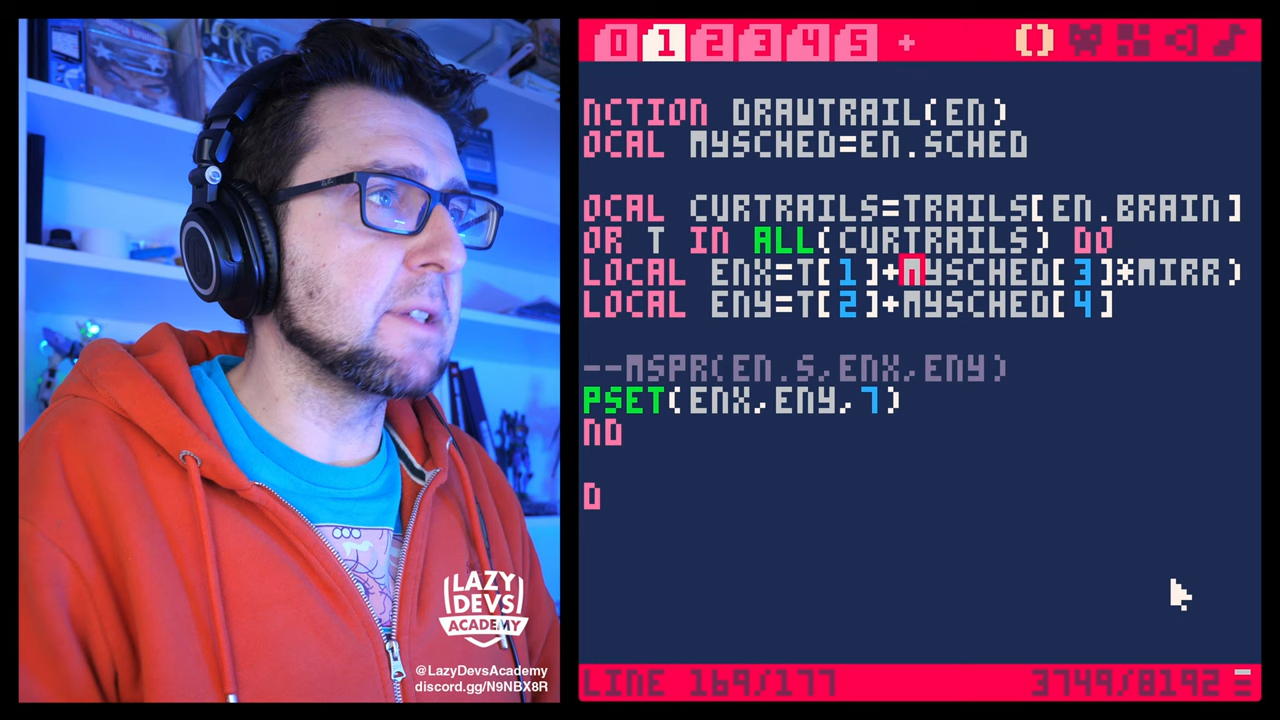 LAZY
DEVS
ACADEMY
@LazyDevsAcademy
discord.gg/N9NBX8R
0 1 2 3 4 5 +
NCTION DRAWTRAIL(EN)
OCAL MYSCHED=EN.SCHED
OCAL CURTRAILS=TRAILS[EN.BRAIN]
OR T IN ALL(CURTRAILS) DO
LOCAL ENX=T[1]+MYSCHED[3]*MIRR)
LOCAL ENY=T[2]+MYSCHED[4]
--MSPR(EN.S,ENX,ENY)
PSET(ENX,ENY,7)
ND
D
LINE 169/177
3749/8192